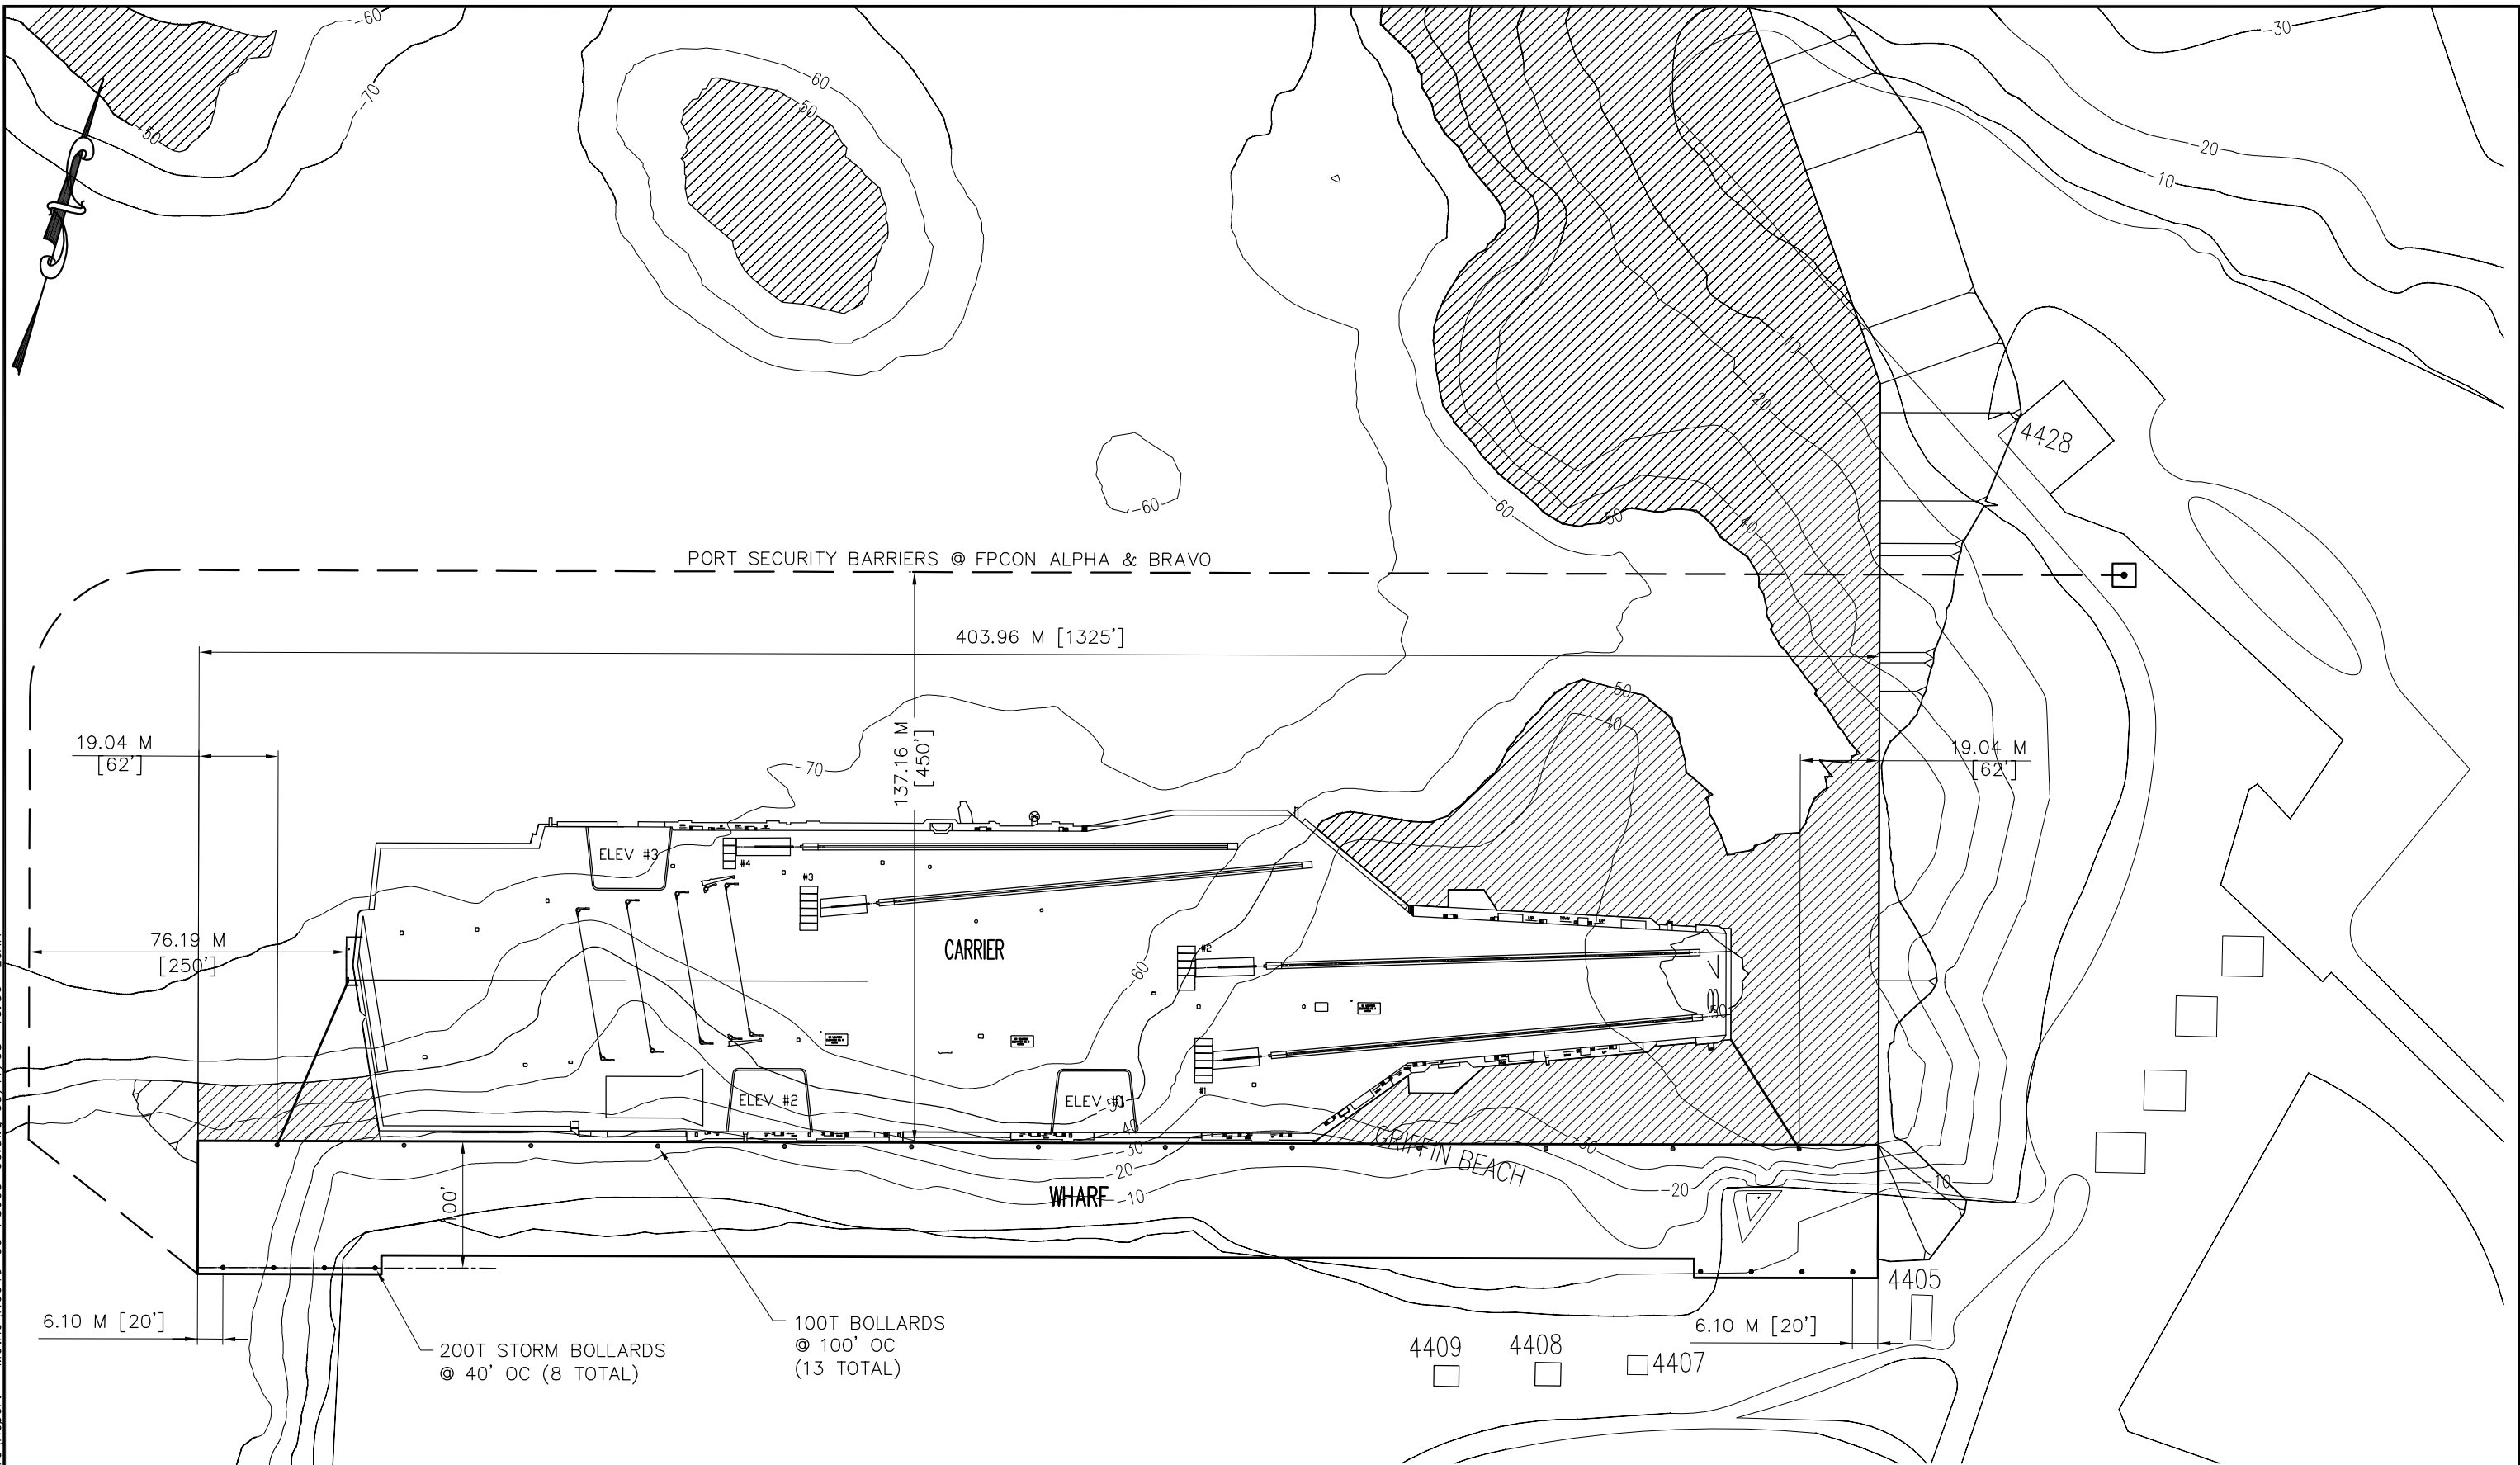 -60
-30
-70
-60
-50
-50
-20
-10
-10
-20
4428
-60
-60
50
-40
PORT SECURITY BARRIERS @ FPCON ALPHA & BRAVO
403.96 M [1325']
50
-40
19.04 M
[62']
137.16 M
[450']
19.04 M
[62']
-70
ELEV #3
#4
#3
76.19 M
[250']
CARRIER
#2
-60
50
#1
ELEV #2
ELEV #1
50
40
-30
-20
-10
GRIFFIN BEACH
-30
-20
-10
100'
WHARF
4405
6.10 M [20']
200T STORM BOLLARDS
@ 40' OC (8 TOTAL)
100T BOLLARDS
@ 100' OC
(13 TOTAL)
6.10 M [20']
4409
4408
4407